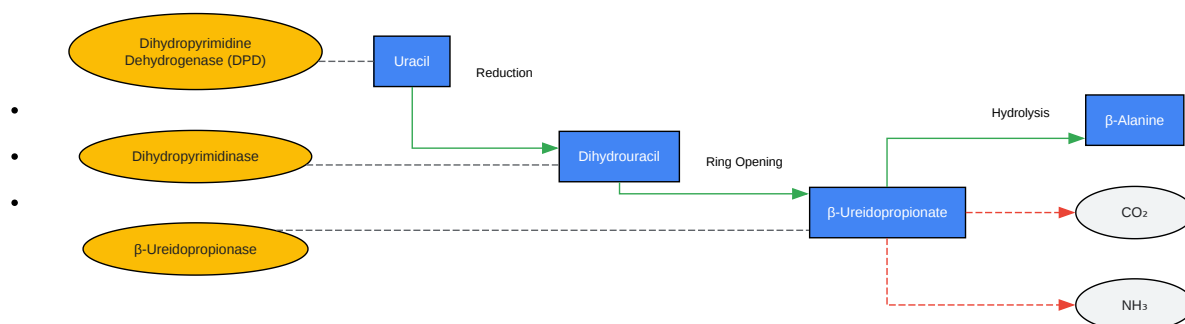 Dihydropyrimidine
Dehydrogenase (DPD)
Uracil
Reduction
Hydrolysis
β-Alanine
Dihydropyrimidinase
Dihydrouracil
Ring Opening
β-Ureidopropionate
CO₂
β-Ureidopropionase
NH₃